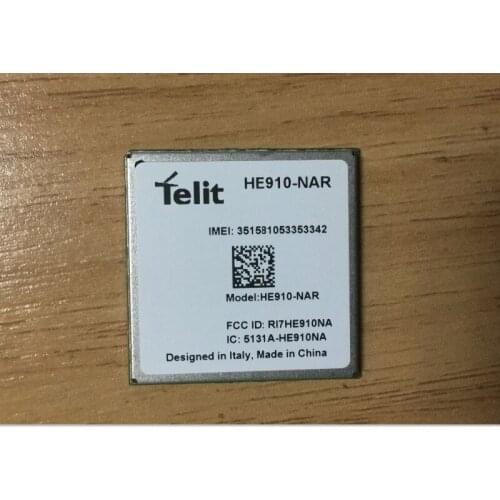 Telit HE910-NAR
IMEI: 351581053353342
Model:HE910-NAR
FCC ID: RI7HE910NA
IC: 5131A-HE910NA
Designed in Italy, Made in China